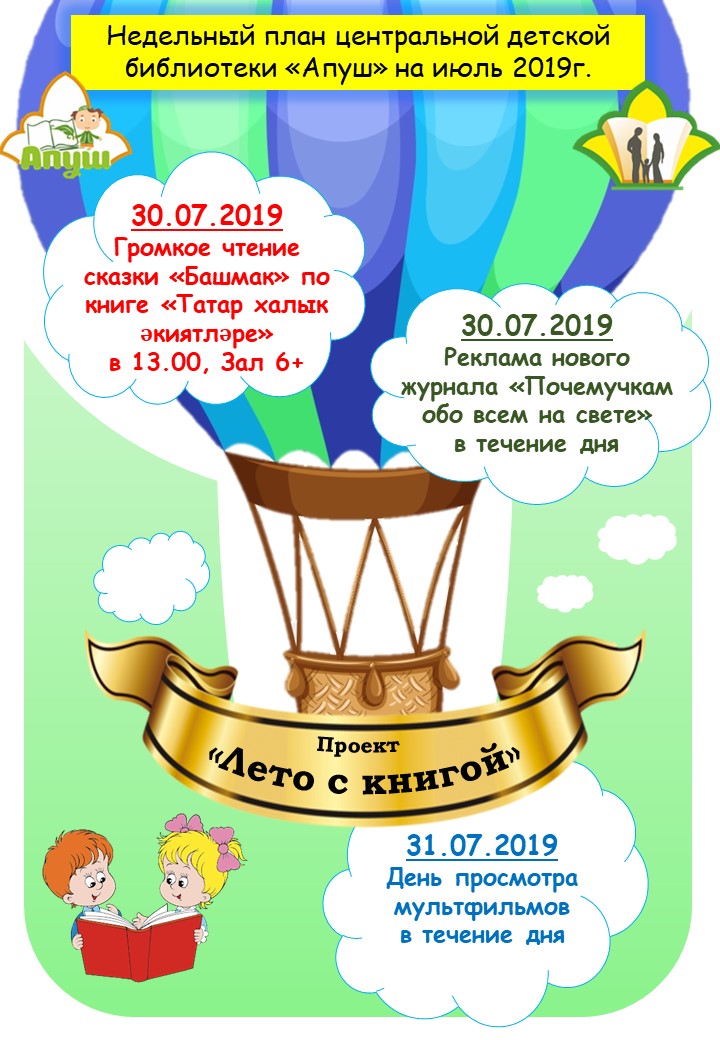 Недельный план центральной детской
библиотеки «Апуш» на июль 2019г.
Апуш
30.07.2019
Громкое чтение
сказки «Башмак» по
книге «Татар халык
әкиятләре»
в 13.00, Зал 6+
30.07.2019
Реклама нового
журнала «Почемучкам
обо всем на свете»
в течение дня
Проект
«Лето с книгой»
31.07.2019
День просмотра
мультфильмов
в течение дня